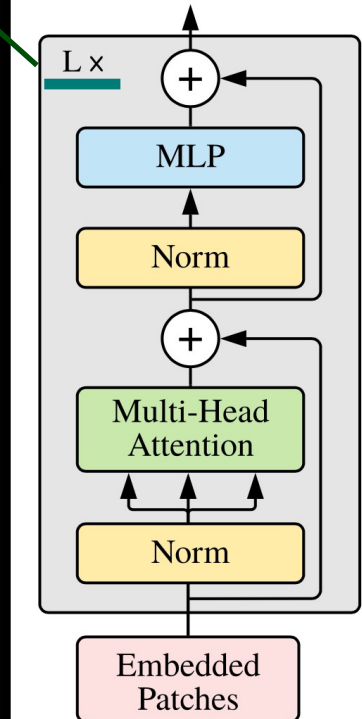 L ×
+
MLP
Norm
+
Multi-Head
Attention
Norm
Embedded
Patches